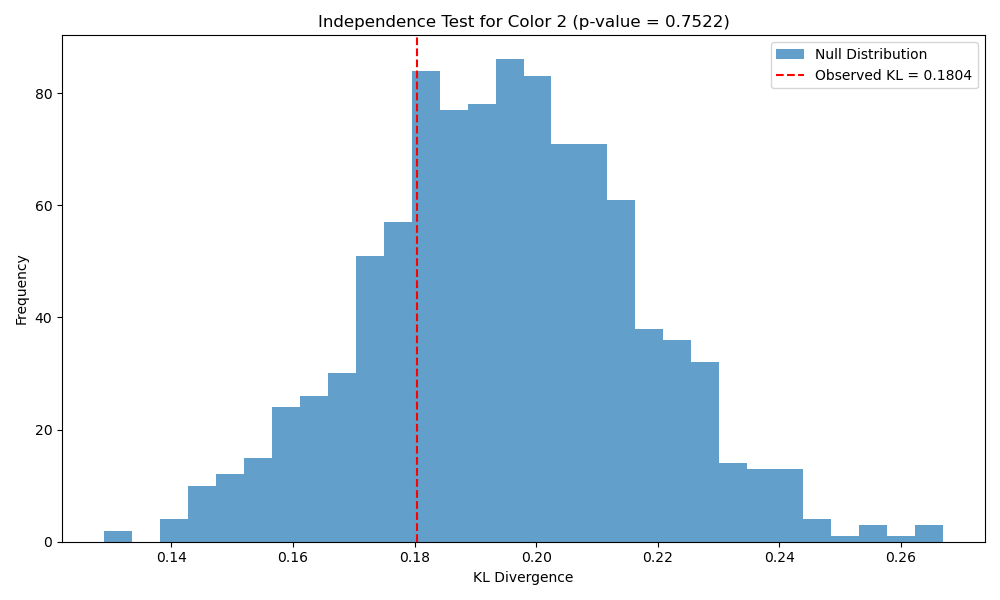 Independence Test for Color 2 (p-value = 0.7522)
Null Distribution
Observed KL = 0.1804
Frequency
80
60
40
20
0
0.14 0.16 0.18 0.20 0.22 0.24 0.26
KL Divergence